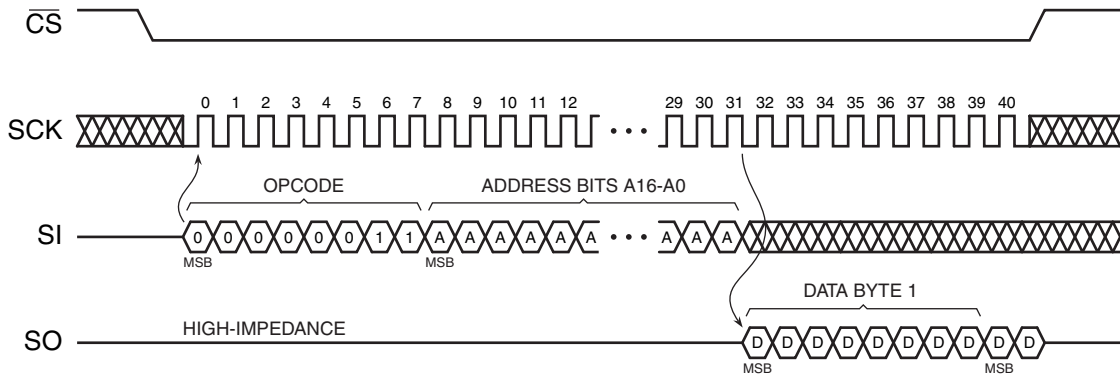 CS
SCK
0 1 2 3 4 5 6 7 8 9 10 11 12 29 30 31 32 33 34 35 36 37 38 39 40
OPCODE
ADDRESS BITS A16-A0
SI
0 0 0 0 0 0 1 1 A A A A A A A A A
MSB
MSB
DATA BYTE 1
HIGH-IMPEDANCE
SO
D D D D D D D D D D
MSB
MSB